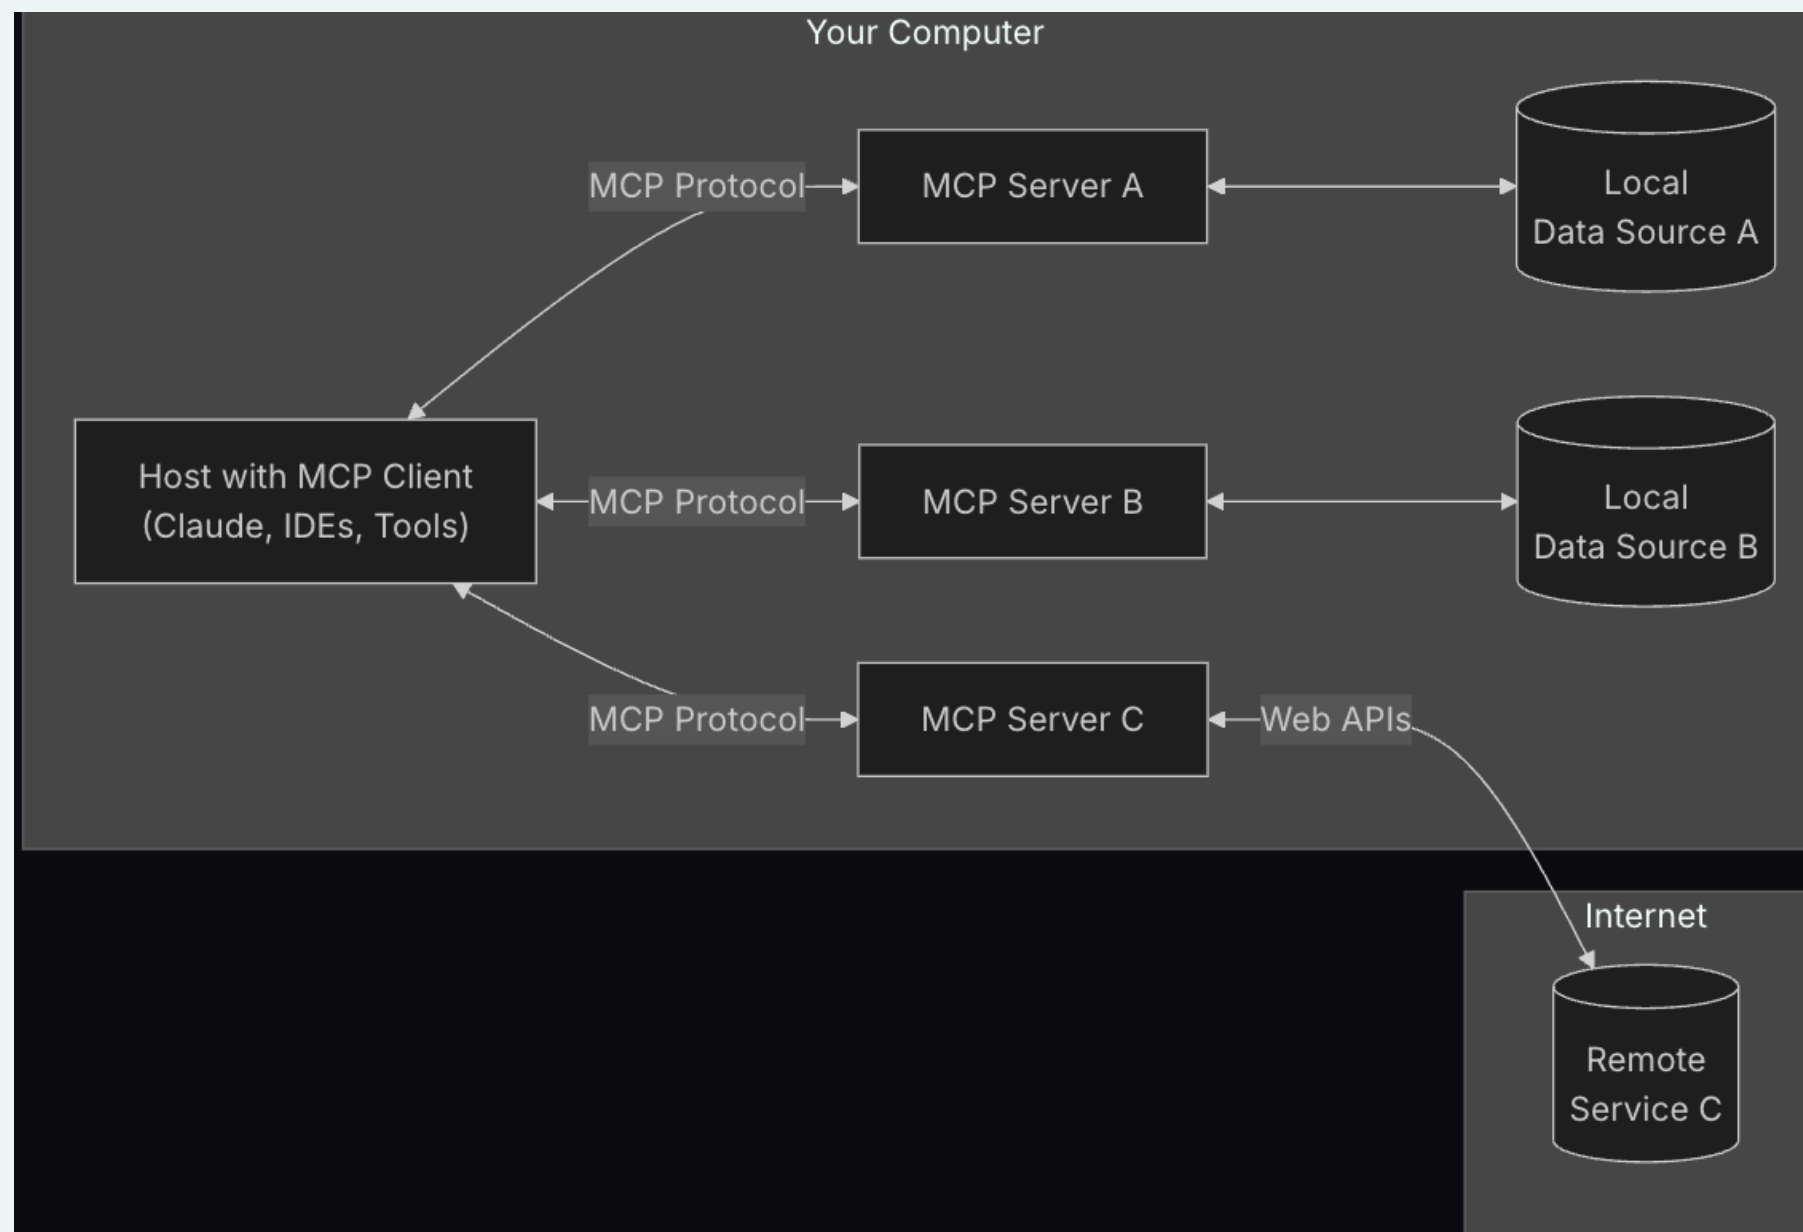 Your Computer
MCP Protocol
MCP Server A
Local
Data Source A
Host with MCP Client
(Claude, IDEs, Tools)
MCP Protocol
MCP Server B
Local
Data Source B
MCP Protocol
MCP Server C
Web APIs
Internet
Remote
Service C